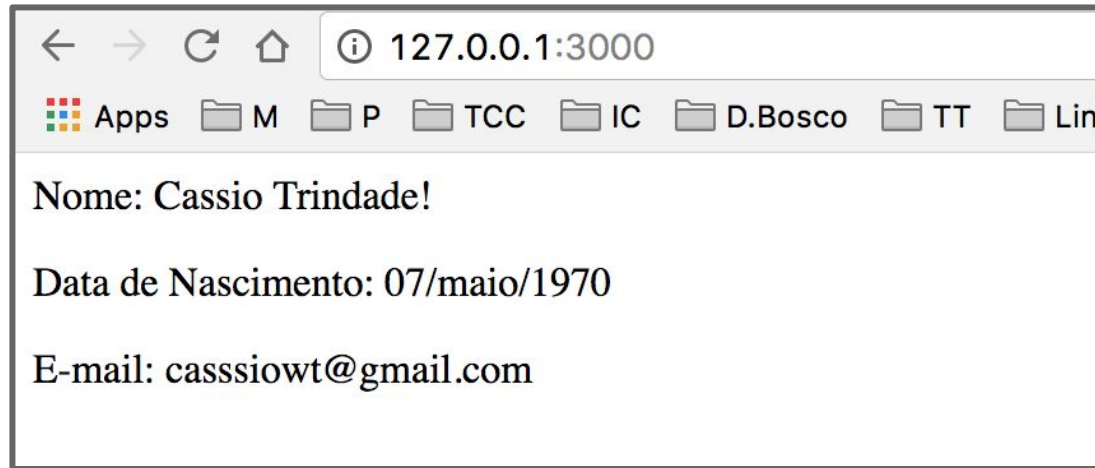 127.0.0.1:3000
Apps M P TCC IC D.Bosco TT Lin
Nome: Cassio Trindade!
Data de Nascimento: 07/maio/1970
E-mail: casssiowt@gmail.com